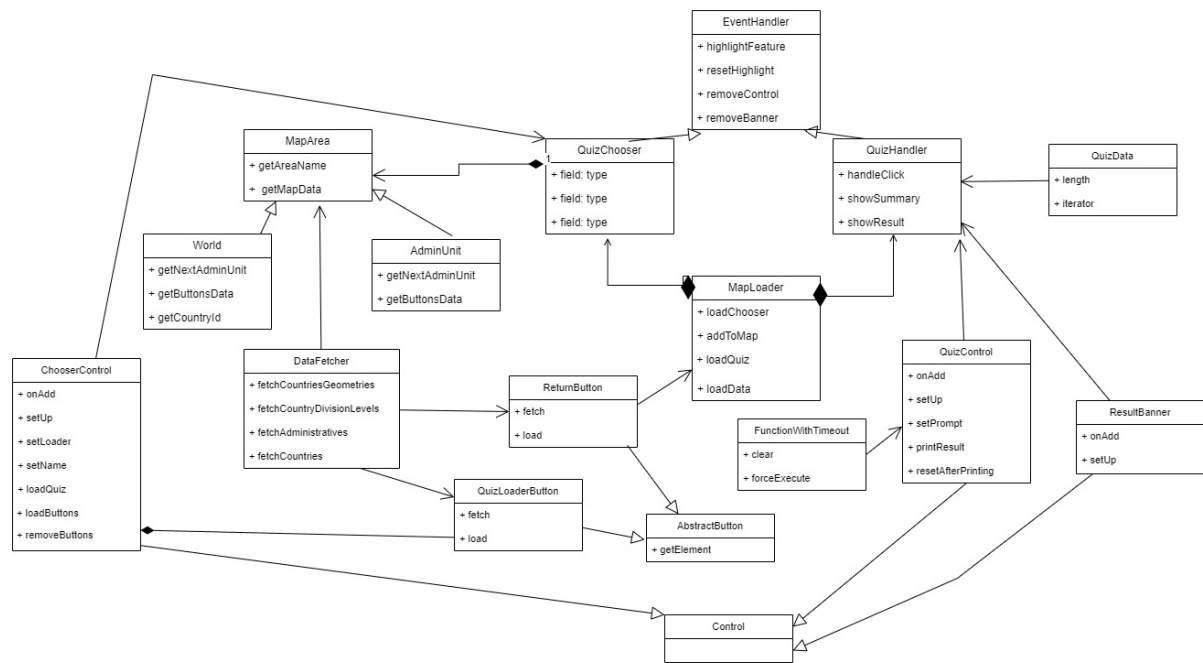 EventHandler
+ highlightFeature
+ resetHighlight
+ removeControl
+ removeBanner
MapArea
+ getAreaName
+ getMapData
1
QuizChooser
+ field: type
+ field: type
+ field: type
QuizHandler
+ handleClick
+ showSummary
+ showResult
QuizData
+ length
+ iterator
World
+ getNextAdminUnit
+ getButtonsData
+ getCountryId
AdminUnit
+ getNextAdminUnit
+ getButtonsData
MapLoader
+ loadChooser
+ addToMap
+ loadQuiz
+ loadData
ChooserControl
+ onAdd
+ setUp
+ setLoader
+ setName
+ loadQuiz
+ loadButtons
+ removeButtons
DataFetcher
+ fetchCountriesGeometries
+ fetchCountryDivisionLevels
+ fetchAdministratives
+ fetchCountries
ReturnButton
+ fetch
+ load
QuizControl
+ onAdd
+ setUp
+ setPrompt
+ printResult
+ resetAfterPrinting
FunctionWithTimeout
+ clear
+ forceExecute
ResultBanner
+ onAdd
+ setUp
QuizLoaderButton
+ fetch
+ load
AbstractButton
+ getElement
Control